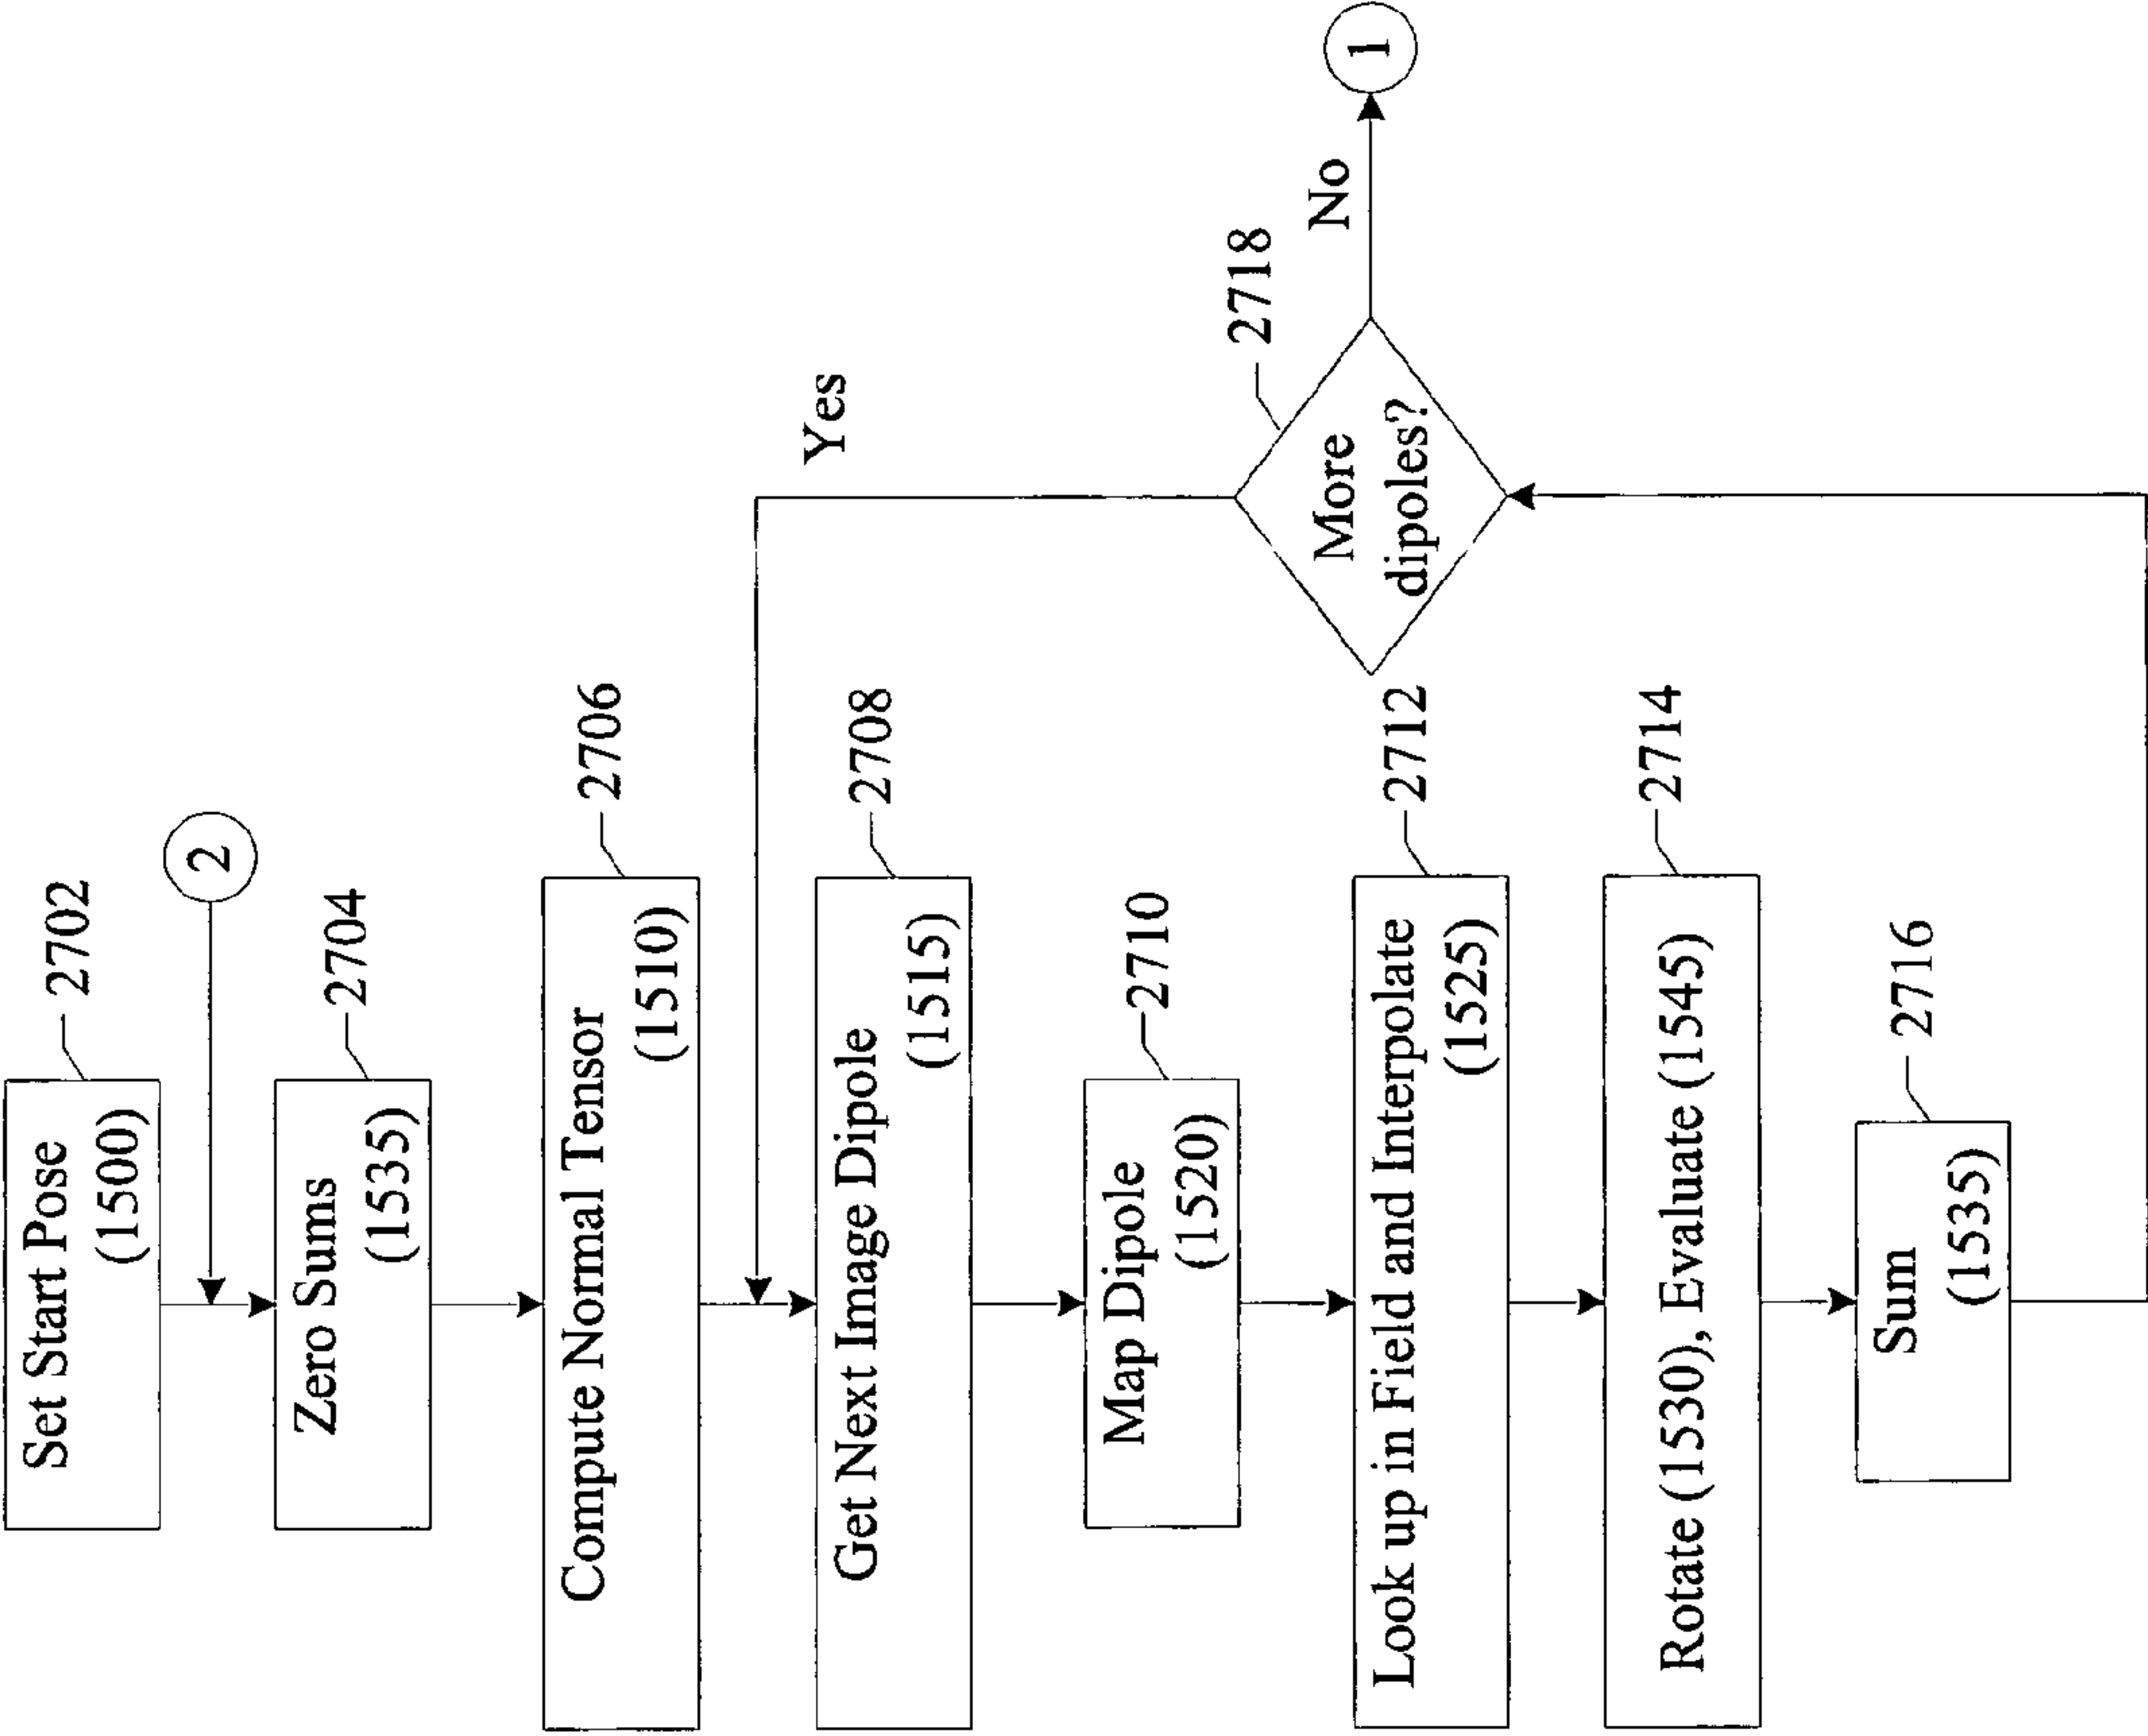 Set Start Pose
(1500)
2702
2
Zero Sums
(1535)
2704
Compute Normal Tensor
(1510)
2706
Get Next Image Dipole
(1515)
2708
Map Dipole
(1520)
2710
Look up in Field and Interpolate
(1525)
2712
Rotate (1530), Evaluate (1545)
2714
Sum
(1535)
2716
More
dipoles?
2718
Yes
No
1